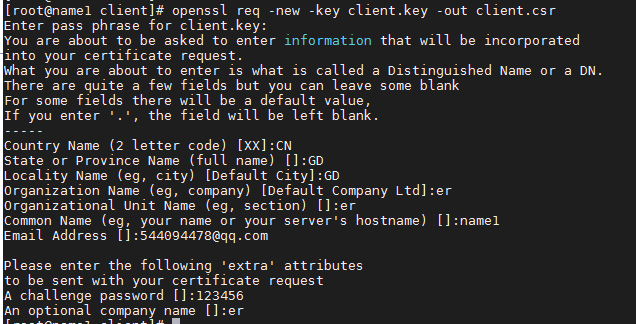 [root@name1 client]# openssl req -new -key client.key -out client.csr
Enter pass phrase for client.key:
You are about to be asked to enter information that will be incorporated
into your certificate request.
What you are about to enter is what is called a Distinguished Name or a DN.
There are quite a few fields but you can leave some blank
For some fields there will be a default value,
If you enter '.', the field will be left blank.
-----
Country Name (2 letter code) [XX]:CN
State or Province Name (full name) []:GD
Locality Name (eg, city) [Default City]:GD
Organization Name (eg, company) [Default Company Ltd]:er
Organizational Unit Name (eg, section) []:er
Common Name (eg, your name or your server's hostname) []:name1
Email Address []:544094478@qq.com

Please enter the following 'extra' attributes
to be sent with your certificate request
A challenge password []:123456
An optional company name []:er
[root@name1 client]#